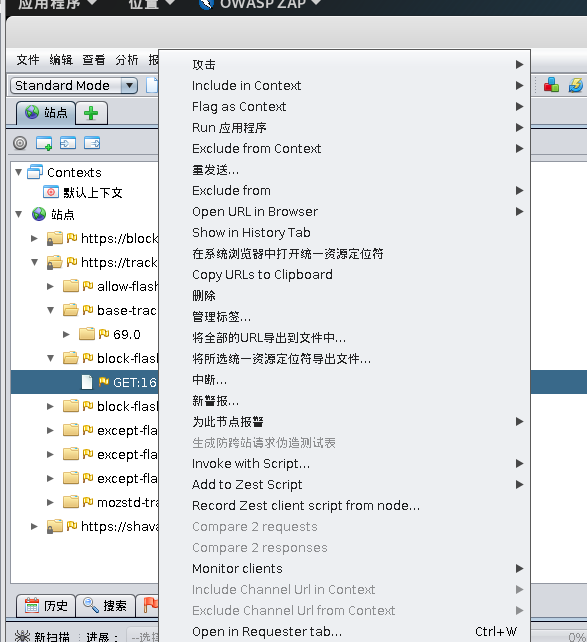 应用程序 位置 OWASP ZAP
文件 编辑 查看 分析
Standard Mode
站点
Contexts
默认上下文
站点
https://block
https://track
allow-flash
base-trac
69.0
block-flash
GET:16
block-flash
except-fla
except-fla
except-fla
mozstd-tra
https://shava
攻击
Include in Context
Flag as Context
Run 应用程序
Exclude from Context
重发送...
Exclude from
Open URL in Browser
Show in History Tab
在系统浏览器中打开统一资源定位符
Copy URLs to Clipboard
删除
管理标签...
将全部的URL导出到文件中...
将所选统一资源定位符导出文件...
中断...
新警报...
为此节点报警
生成防跨站请求伪造测试表
Invoke with Script...
Add to Zest Script
Record Zest client script from node...
Compare 2 requests
Compare 2 responses
Monitor clients
Include Channel Url in Context
Exclude Channel Url from Context
Open in Requester tab... Ctrl+W
历史 搜索
新扫描 进展: --选择 0%